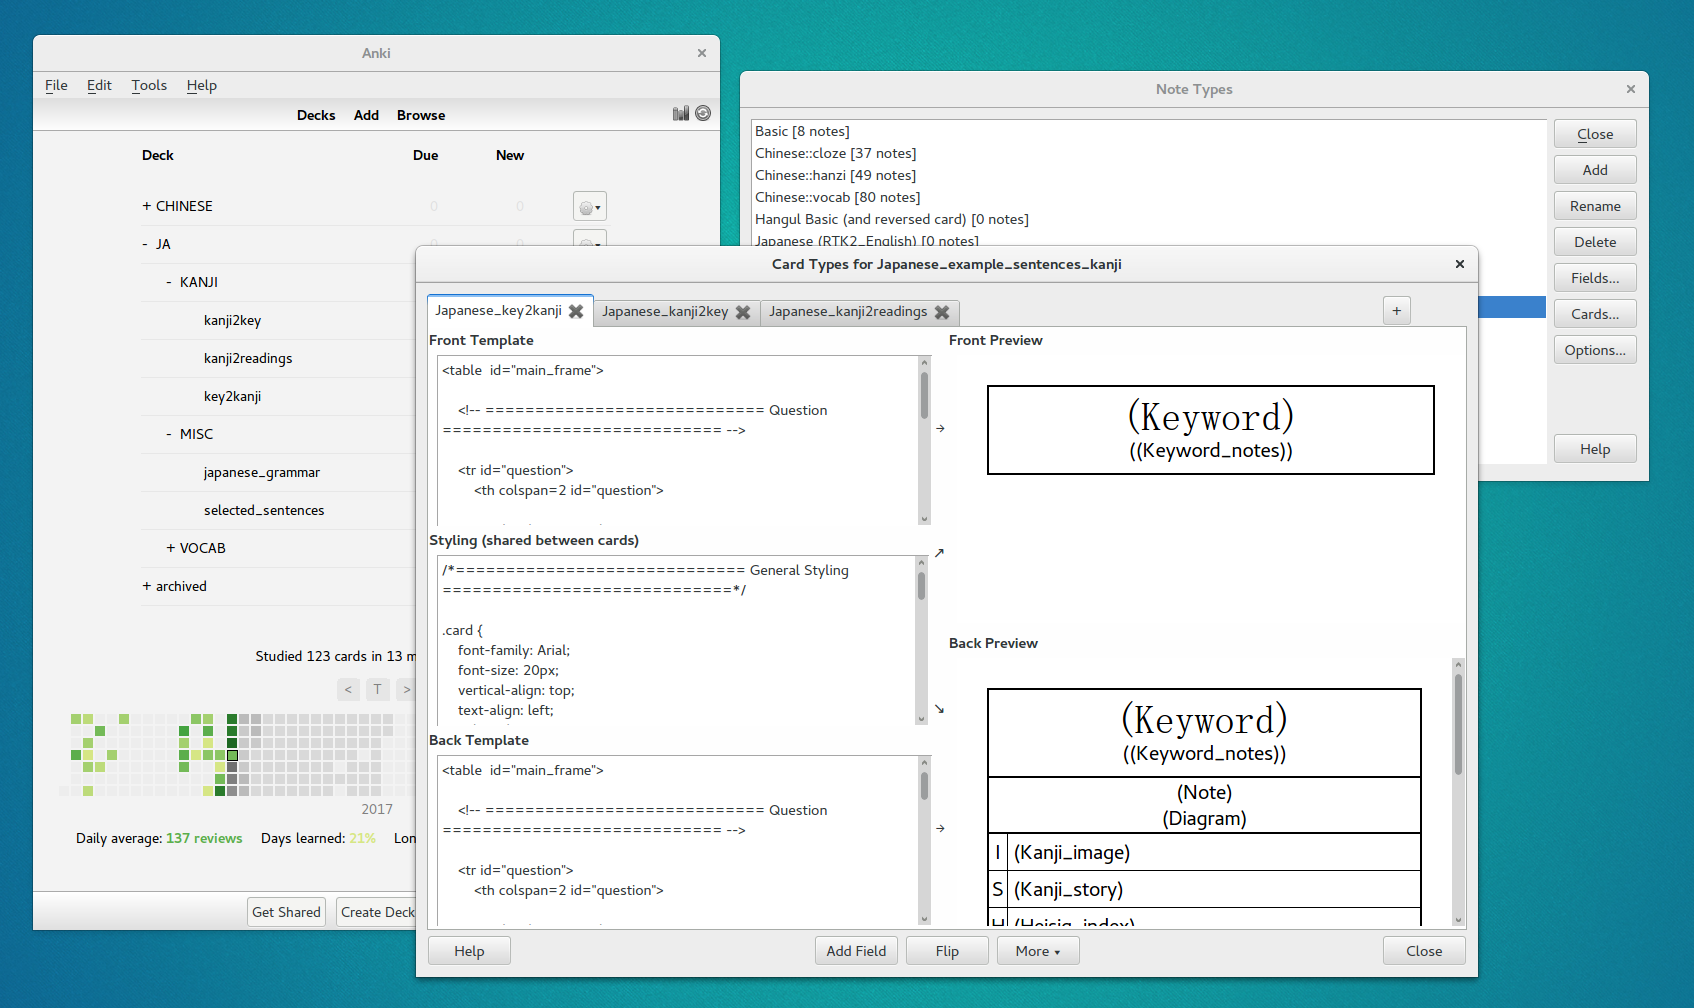 Anki
File Edit Tools Help
Decks Add Browse
Deck Due New
+ CHINESE 0 0
- JA 0 0
- KANJI
kanji2key
kanji2readings
key2kanji
- MISC
japanese_grammar
selected_sentences
+ VOCAB
+ archived
Studied 123 cards in 13 m
< T >
2017
Daily average: 137 reviews Days learned: 21% Lon
Get Shared Create Deck
Note Types
Basic [8 notes]
Chinese::cloze [37 notes]
Chinese::hanzi [49 notes]
Chinese::vocab [80 notes]
Hangul Basic (and reversed card) [0 notes]
Japanese (RTK2_English) [0 notes]
Close
Add
Rename
Delete
Fields...
Cards...
Options...
Help
Card Types for Japanese_example_sentences_kanji
Japanese_key2kanji Japanese_kanji2key Japanese_kanji2readings +
Front Template
<table id="main_frame">
<!-- ============================ Question
============================ -->
<tr id="question">
<th colspan=2 id="question">
Styling (shared between cards)
/*============================= General Styling
=============================*/
.card {
font-family: Arial;
font-size: 20px;
vertical-align: top;
text-align: left;
Back Template
<table id="main_frame">
<!-- ============================ Question
============================ -->
<tr id="question">
<th colspan=2 id="question">
Front Preview
(Keyword)
((Keyword_notes))
Back Preview
(Keyword)
((Keyword_notes))
(Note)
(Diagram)
I (Kanji_image)
S (Kanji_story)
H (Heisig_index)
Help Add Field Flip More Close